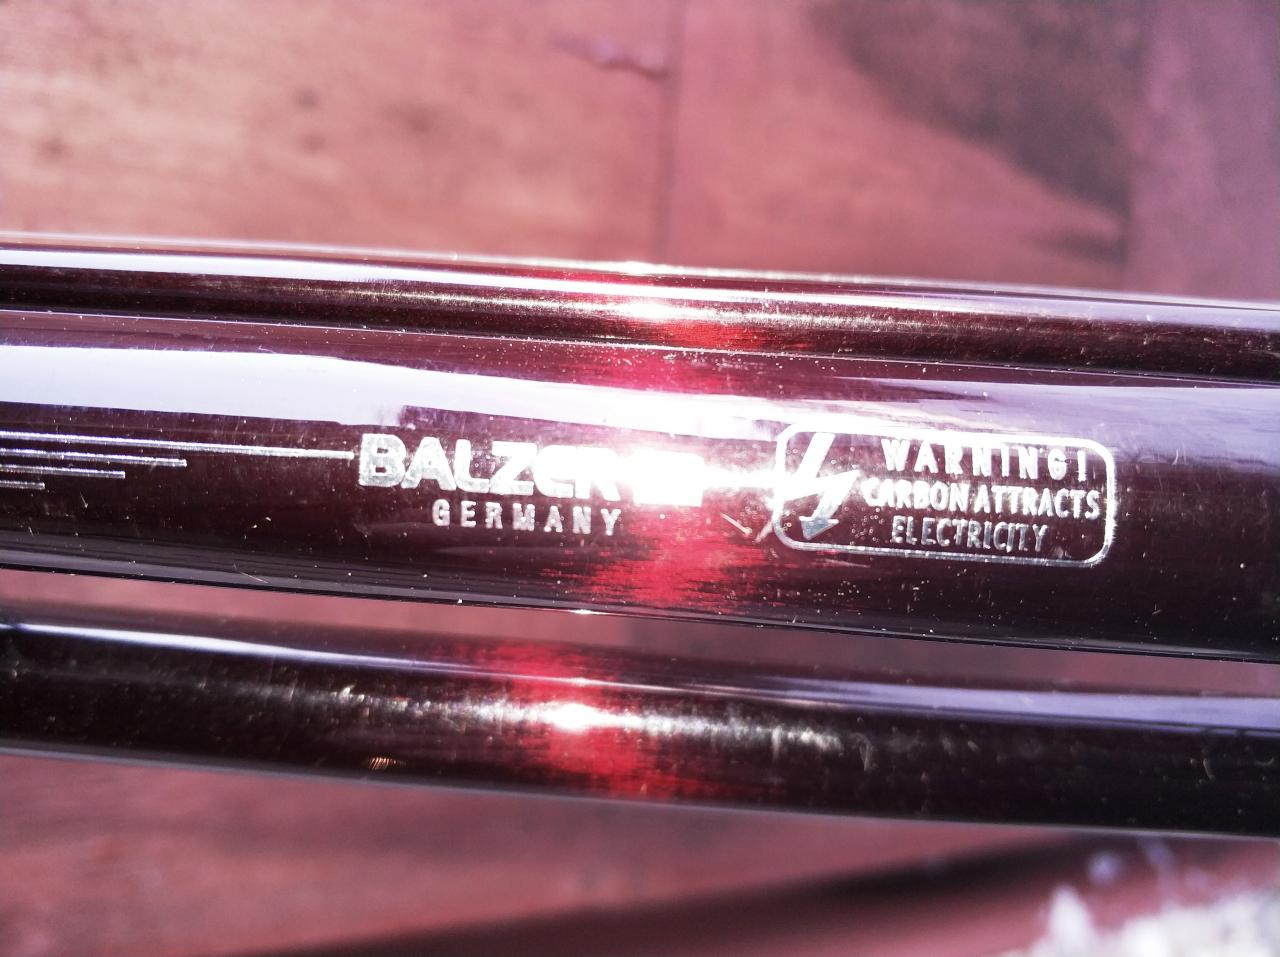 BALZER
GERMANY
WARNING!
CARBON ATTRACTS
ELECTRICITY